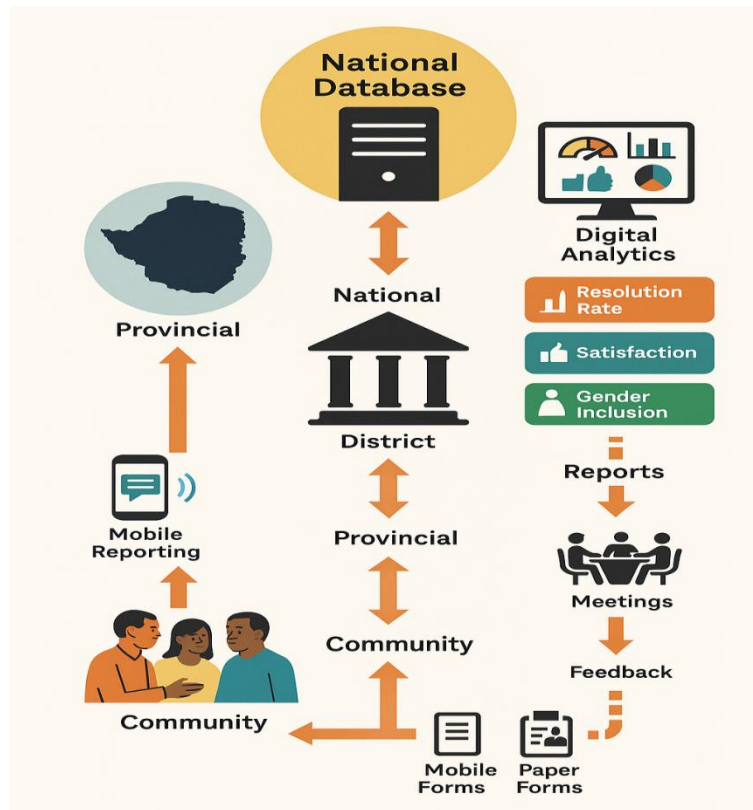 National
Database
National
District
Provincial
Community
Provincial
Mobile
Reporting
Community
Digital
Analytics
Resolution
Rate
Satisfaction
Gender
Inclusion
Reports
Meetings
Feedback
Mobile
Forms
Paper
Forms